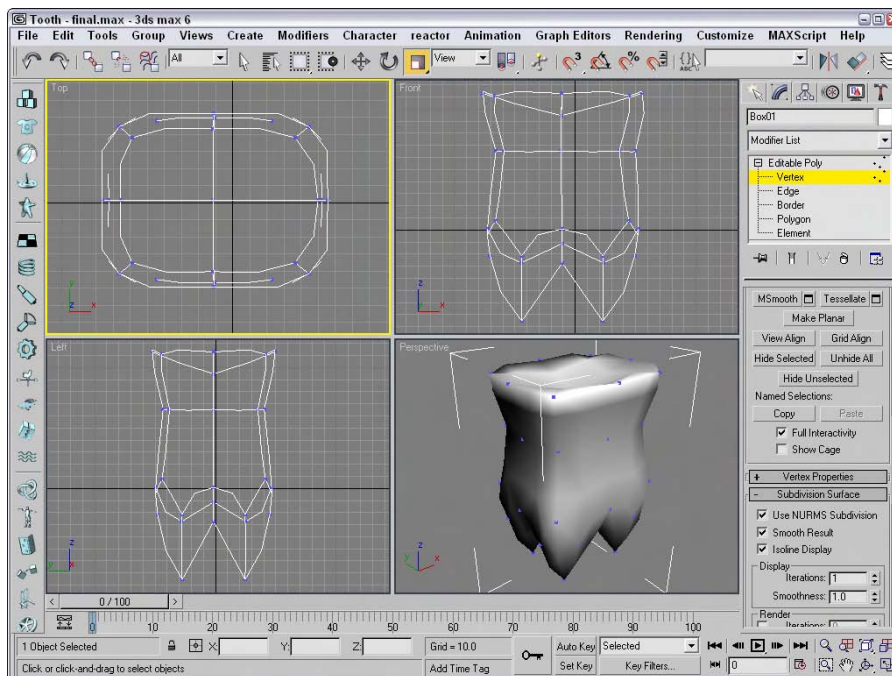 Tooth - final.max - 3ds max 6
File Edit Tools Group Views Create Modifiers Character reactor Animation Graph Editors Rendering Customize MAXScript Help
All View
Top
Front
Left
Perspective
z y x
z x
z y
z y x
Box01
Modifier List
Editable Poly
Vertex
Edge
Border
Polygon
Element
MSmooth Tessellate
Make Planar
View Align Grid Align
Hide Selected Unhide All
Hide Unselected
Named Selections:
Copy Paste
Full Interactivity
Show Cage
+ Vertex Properties
- Subdivision Surface
Use NURMS Subdivision
Smooth Result
Isoline Display
Display
Iterations: 1
Smoothness: 1.0
Render
Iterations: 0
< 0 / 100 >
0 10 20 30 40 50 60 70 80 90 100
1 Object Selected X: Y: Z: Grid = 10.0 Auto Key Selected
Click or click-and-drag to select objects Add Time Tag Set Key Key Filters... 0